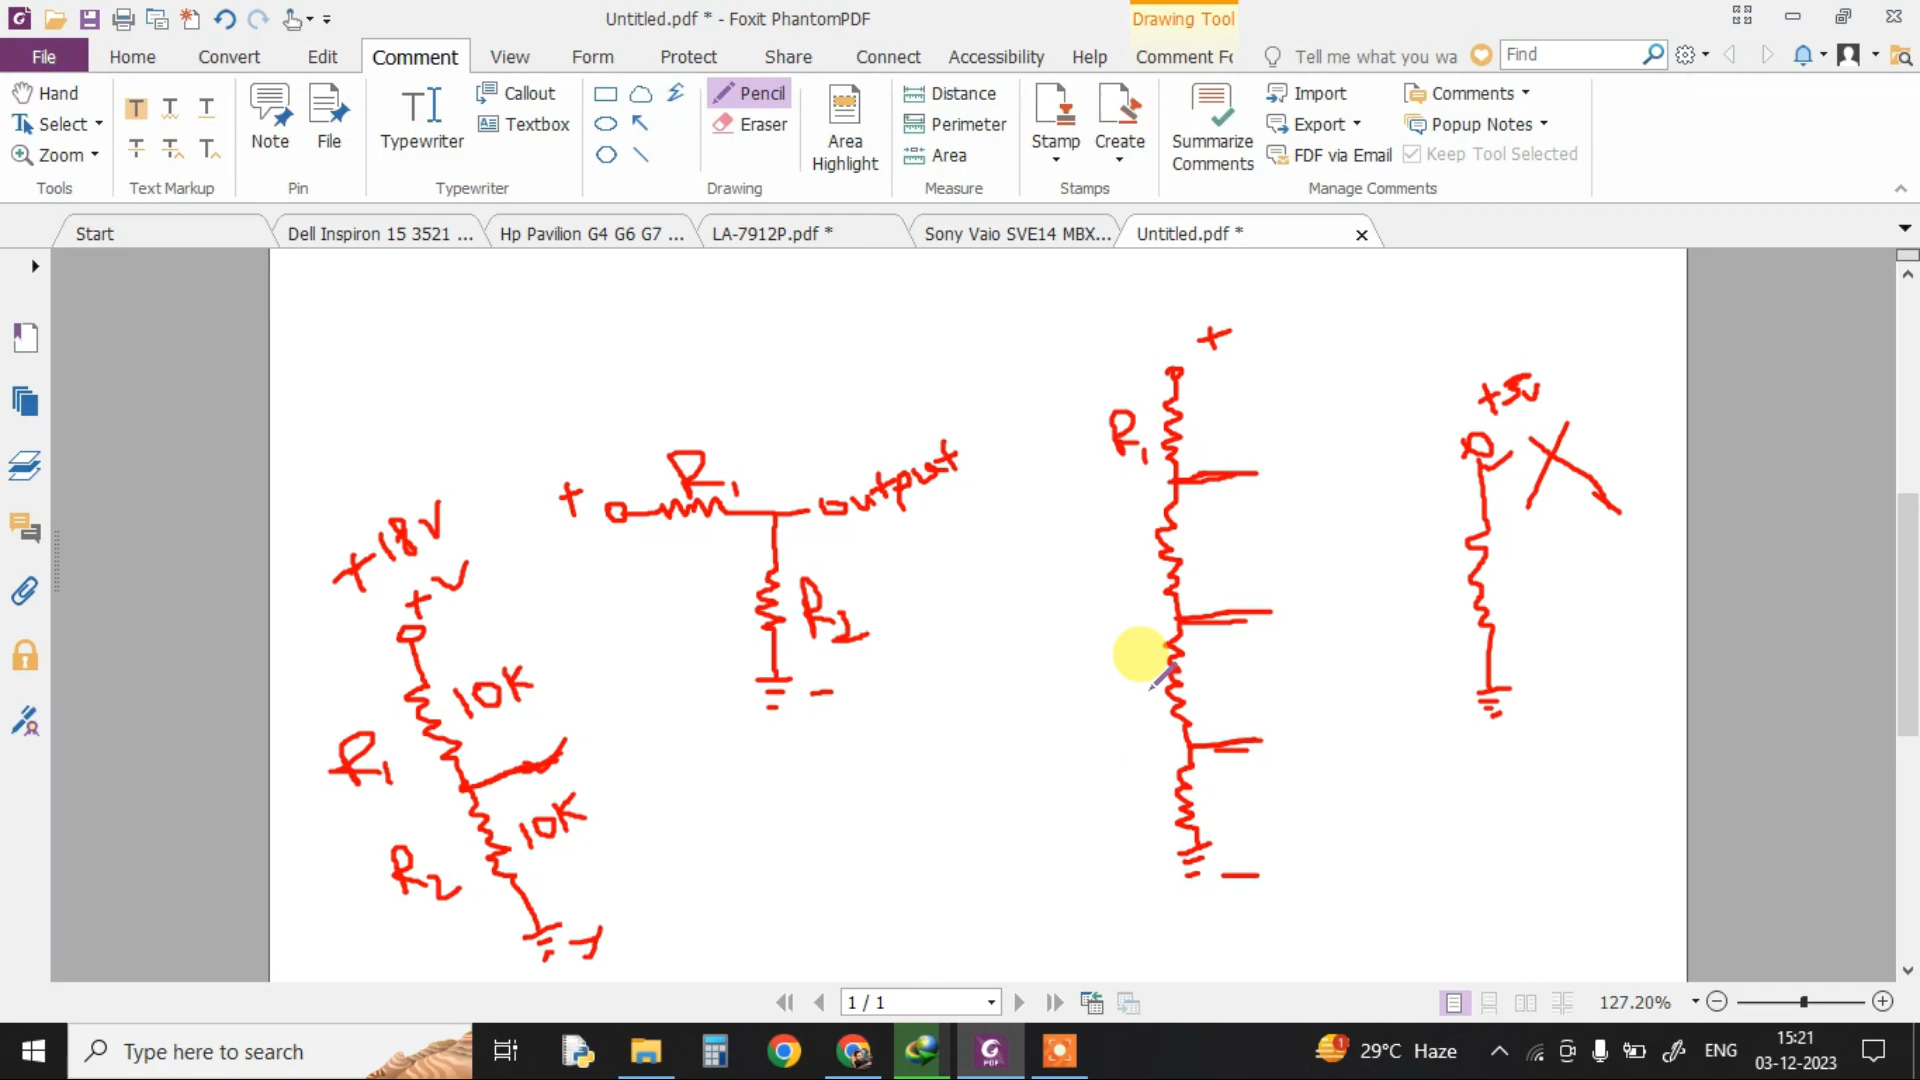 Untitled.pdf * - Foxit PhantomPDF
Drawing Tool
File
Home
Convert
Edit
Comment
View
Form
Protect
Share
Connect
Accessibility
Help
Comment Fo
Tell me what you wa
Find
Hand
Select
Zoom
Tools
T T T
T T T
Text Markup
Note
File
Pin
Typewriter
Callout
Textbox
Typewriter
Pencil
Eraser
Drawing
Area
Highlight
Distance
Perimeter
Area
Measure
Stamp
Create
Stamps
Summarize
Comments
Import
Export
FDF via Email
Comments
Popup Notes
Keep Tool Selected
Manage Comments
Start
Dell Inspiron 15 3521 ...
Hp Pavilion G4 G6 G7 ...
LA-7912P.pdf *
Sony Vaio SVE14 MBX...
Untitled.pdf *
+18V
+V
10K
R1
10K
R2
+
R1
output
R2
-
+
R1
-
+5v
1 / 1
127.20%
Type here to search
29°C Haze
ENG
15:21
03-12-2023